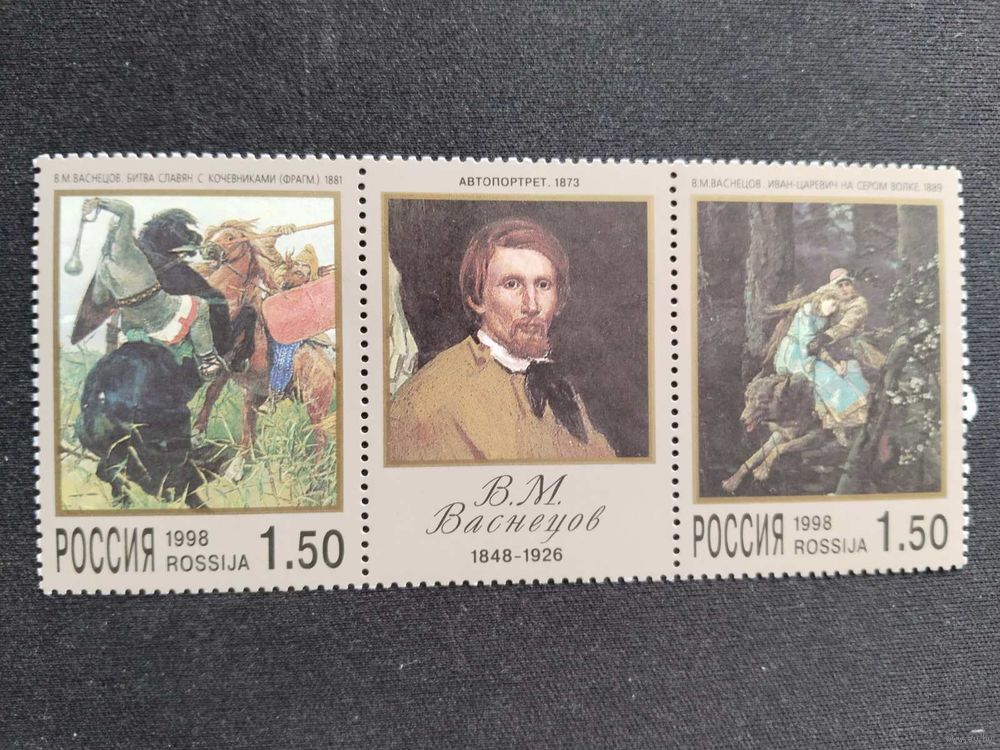 В.М.ВАСНЕЦОВ. БИТВА СЛАВЯН С КОЧЕВНИКАМИ (ФРАГМ.) 1881
РОССИЯ 1998 ROSSIJA 1.50
АВТОПОРТРЕТ. 1873
В.М.
Васнецов
1848-1926
В.М.ВАСНЕЦОВ. ИВАН-ЦАРЕВИЧ НА СЕРОМ ВОЛКЕ. 1889
РОССИЯ 1998 ROSSIJA 1.50